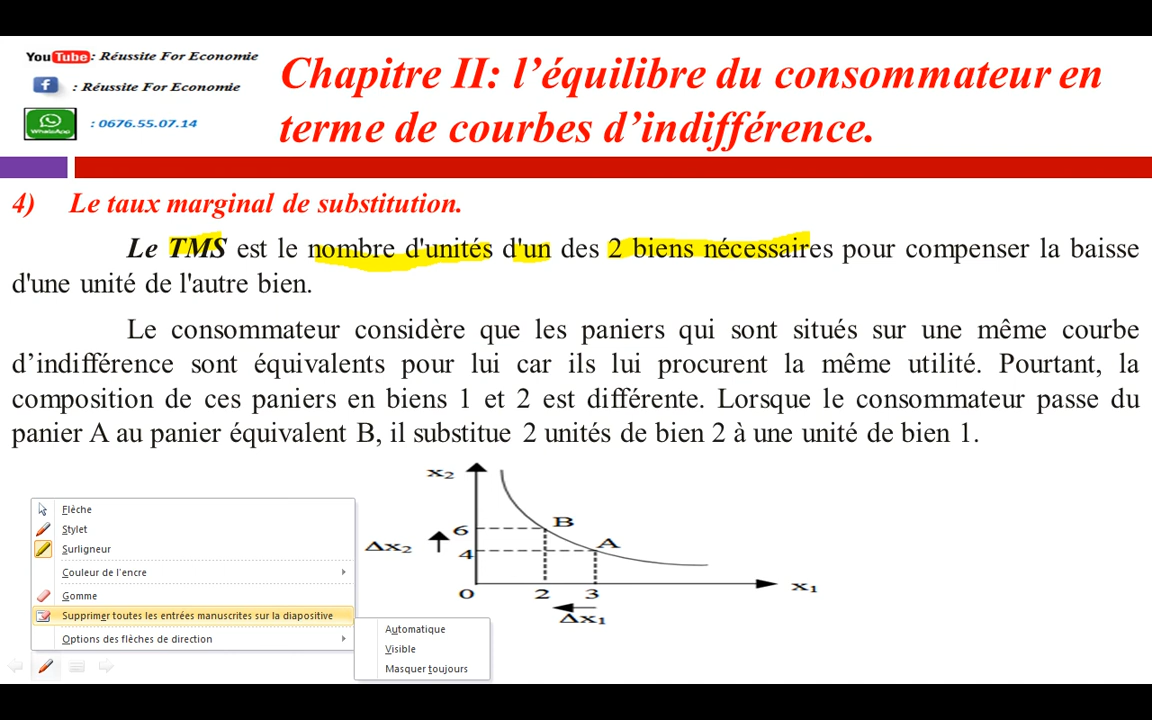 YouTube : Réussite For Economie
: Réussite For Economie
WhatsApp : 0676.55.07.14
Chapitre II: l’équilibre du consommateur en
terme de courbes d’indifférence.
4) Le taux marginal de substitution.
Le TMS est le nombre d'unités d'un des 2 biens nécessaires pour compenser la baisse
d'une unité de l'autre bien.
Le consommateur considère que les paniers qui sont situés sur une même courbe
d’indifférence sont équivalents pour lui car ils lui procurent la même utilité. Pourtant, la
composition de ces paniers en biens 1 et 2 est différente. Lorsque le consommateur passe du
panier A au panier équivalent B, il substitue 2 unités de bien 2 à une unité de bien 1.
x2
6
B
Δx2
4
A
0
2
3
x1
Δx1
Flèche
Stylet
Surligneur
Couleur de l'encre
Gomme
Supprimer toutes les entrées manuscrites sur la diapositive
Options des flèches de direction
Automatique
Visible
Masquer toujours